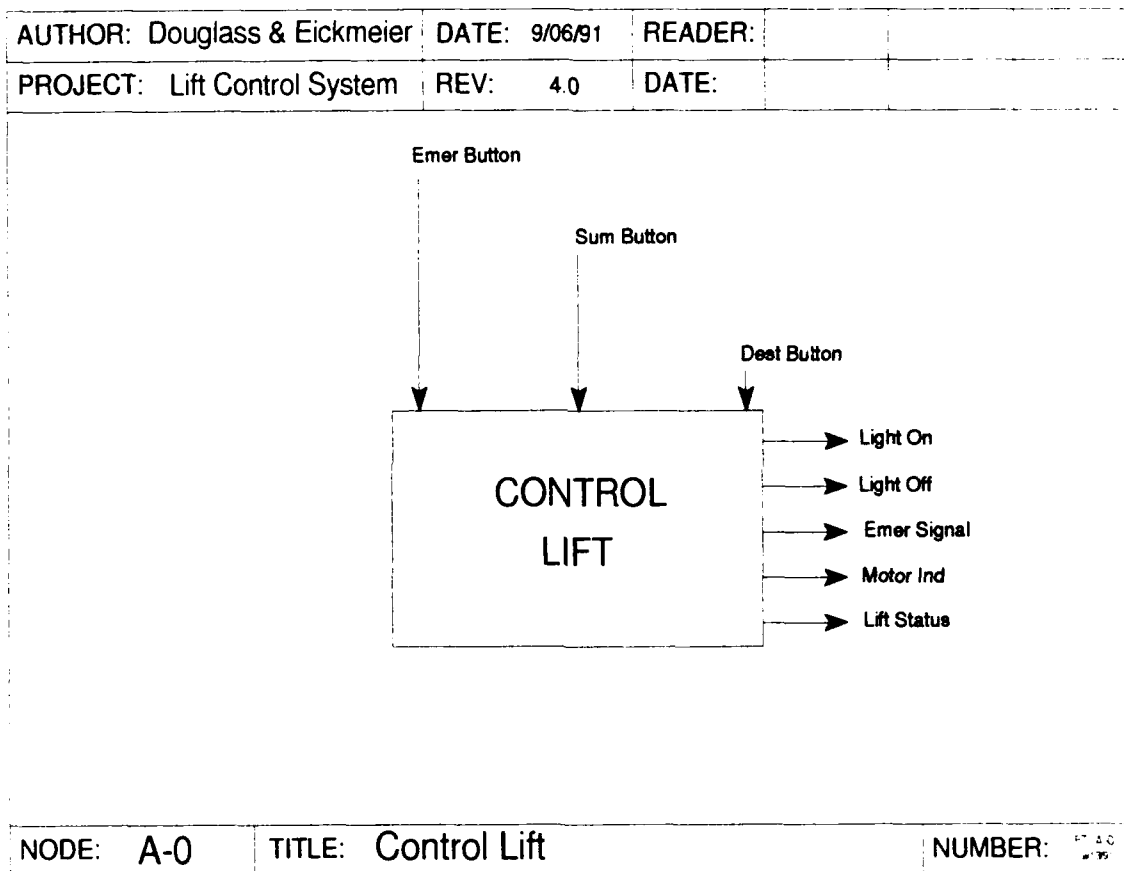 AUTHOR: Douglass & Eickmeier DATE: 9/06/91 READER:
PROJECT: Lift Control System REV: 4.0 DATE:
Emer Button
Sum Button
Dest Button
Light On
CONTROL
LIFT
Light Off
Emer Signal
Motor Ind
Lift Status
NODE: A-0 TITLE: Control Lift NUMBER: